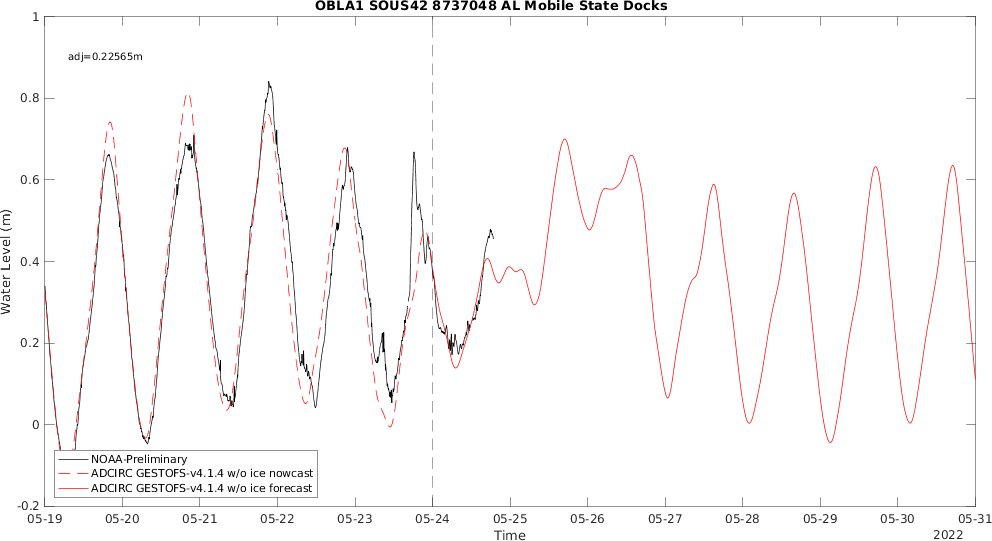 OBLA1 SOUS42 8737048 AL Mobile State Docks
adj=0.22565m
Water Level (m)
1
0.8
0.6
0.4
0.2
0
-0.2
NOAA-Preliminary
ADCIRC GESTOFS-v4.1.4 w/o ice nowcast
ADCIRC GESTOFS-v4.1.4 w/o ice forecast
05-19 05-20 05-21 05-22 05-23 05-24 05-25 05-26 05-27 05-28 05-29 05-30 05-31
Time
2022